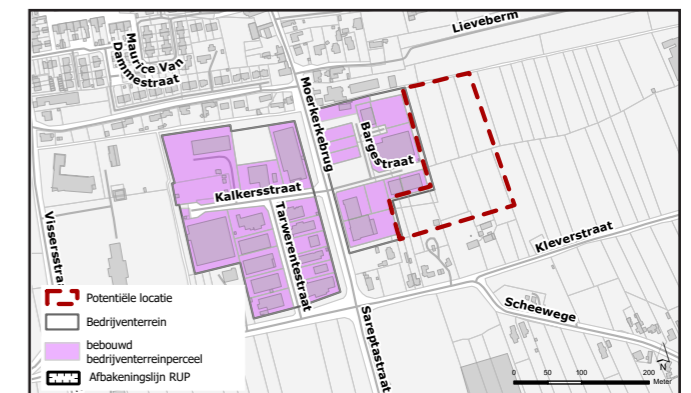 Lieveberm
Maurice Van
Dammestraat
Moerkerkebrug
Bargestraat
Kalkersstraat
Tarwerentestraat
Vissersstraat
Kleverstraat
Scheewege
Sareptastraat
Potentiële locatie
Bedrijventerrein
bebouwd
bedrijventerreinperceel
Afbakeningslijn RUP
N
0 50 100 200
Meter